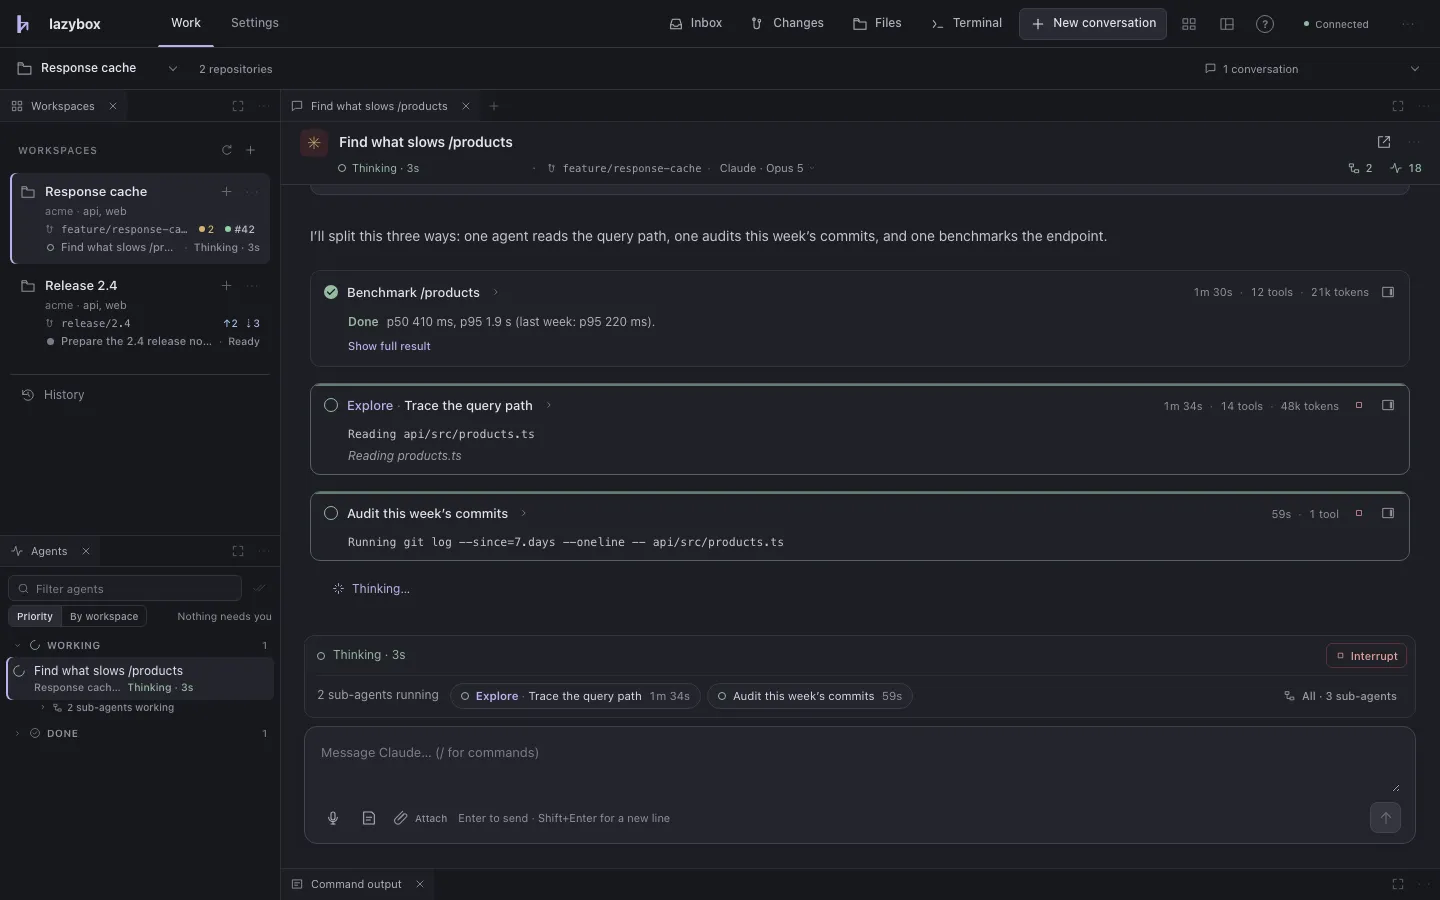 lazybox
Work
Settings
Inbox
Changes
Files
Terminal
New conversation
?
Connected
Response cache
2 repositories
1 conversation
Workspaces
Find what slows /products
WORKSPACES
Response cache
acme · api, web
feature/response-ca… 2 #42
Find what slows /pr… · Thinking · 3s
Release 2.4
acme · api, web
release/2.4 ↑2 ↓3
Prepare the 2.4 release no… · Ready
History
Agents
Filter agents
Priority
By workspace
Nothing needs you
WORKING 1
Find what slows /products
Response cach… Thinking · 3s
2 sub-agents working
DONE 1
Find what slows /products
Thinking · 3s · feature/response-cache · Claude · Opus 5
2 18
I’ll split this three ways: one agent reads the query path, one audits this week’s commits, and one benchmarks the endpoint.
Benchmark /products 1m 30s · 12 tools · 21k tokens
Done p50 410 ms, p95 1.9 s (last week: p95 220 ms).
Show full result
Explore · Trace the query path 1m 34s · 14 tools · 48k tokens
Reading api/src/products.ts
Reading products.ts
Audit this week’s commits 59s · 1 tool
Running git log --since=7.days --oneline -- api/src/products.ts
Thinking…
Thinking · 3s
Interrupt
2 sub-agents running
Explore · Trace the query path 1m 34s
Audit this week’s commits 59s
All · 3 sub-agents
Message Claude… (/ for commands)
Attach
Enter to send · Shift+Enter for a new line
Command output